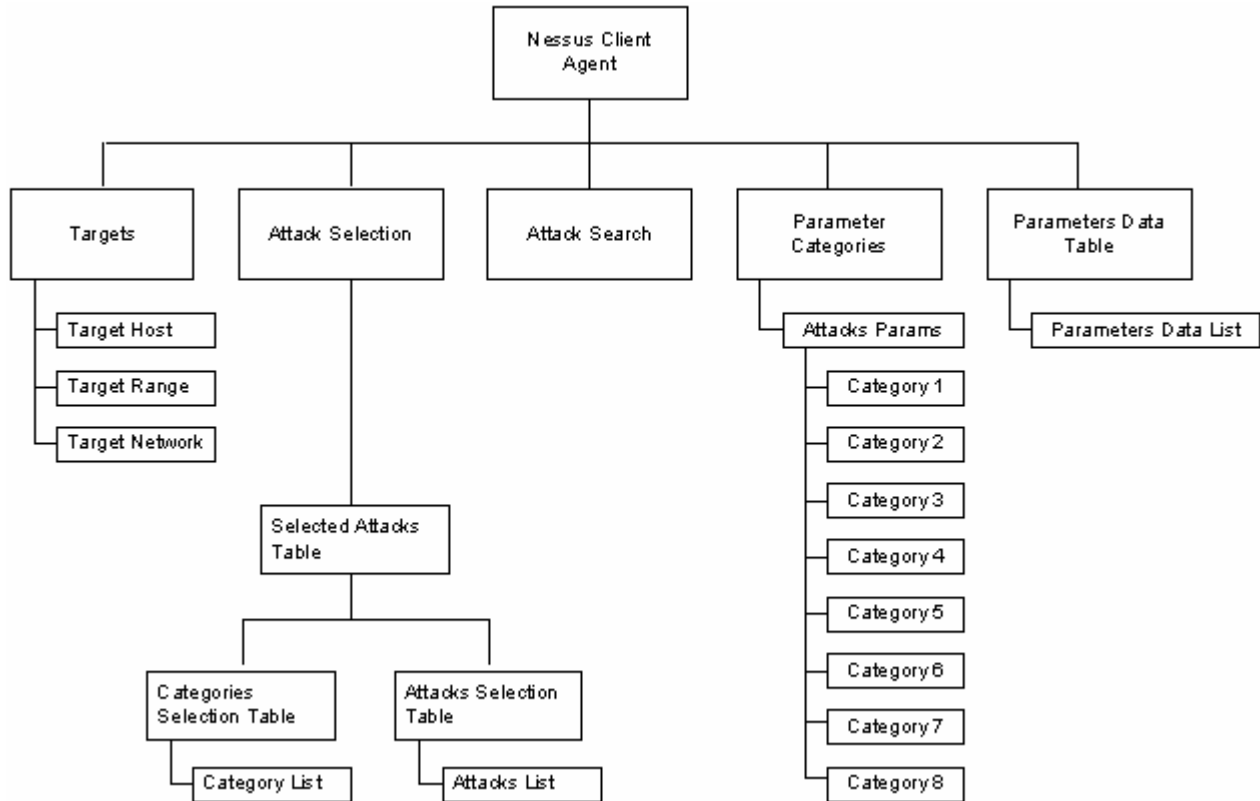 Nessus Client
Agent
Targets
Attack Selection
Attack Search
Parameter
Categories
Parameters Data
Table
Target Host
Target Range
Target Network
Attacks Params
Parameters Data List
Category 1
Category 2
Category 3
Category 4
Category 5
Category 6
Category 7
Category 8
Selected Attacks
Table
Categories
Selection Table
Attacks Selection
Table
Category List
Attacks List